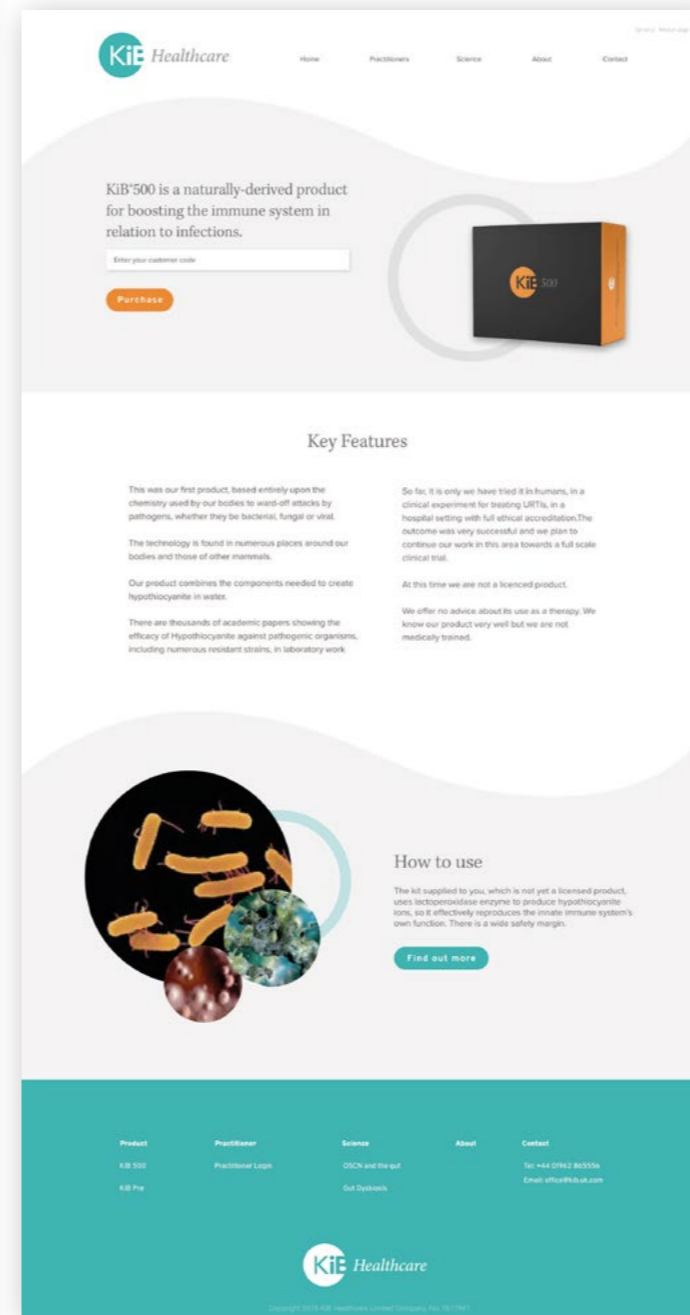 KiB Healthcare
Home Practitioners Science About Contact
KiB®500 is a naturally-derived product
for boosting the immune system in
relation to infections.
Enter your customer code
Purchase
KiB 500
Key Features
This was our first product, based entirely upon the
chemistry used by our bodies to ward-off attacks by
pathogens, whether they be bacterial, fungal or viral.
The technology is found in numerous places around our
bodies and those of other mammals.
Our product combines the components needed to create
hypothiocyanite in water.
There are thousands of academic papers showing the
efficacy of Hypothiocyanite against pathogenic organisms,
including numerous resistant strains, in laboratory work
So far, it is only we have tried it in humans, in a
clinical experiment for treating URTIs, in a
hospital setting with full ethical accreditation.The
outcome was very successful and we plan to
continue our work in this area towards a full scale
clinical trial.
At this time we are not a licenced product.
We offer no advice about its use as a therapy. We
know our product very well but we are not
medically trained.
How to use
The kit supplied to you, which is not yet a licensed product,
uses lactoperoxidase enzyme to produce hypothiocyanite
ions, so it effectively reproduces the innate immune system's
own function. There is a wide safety margin.
Find out more
Product Practitioner Science About Contact
KiB 500 Practitioner Login OSCN and the gut Tel: +44 01962 865556
Email: office@kib.uk.com
KiB Pre Gut Dysbiosis
KiB Healthcare
Healthcare Limited Company